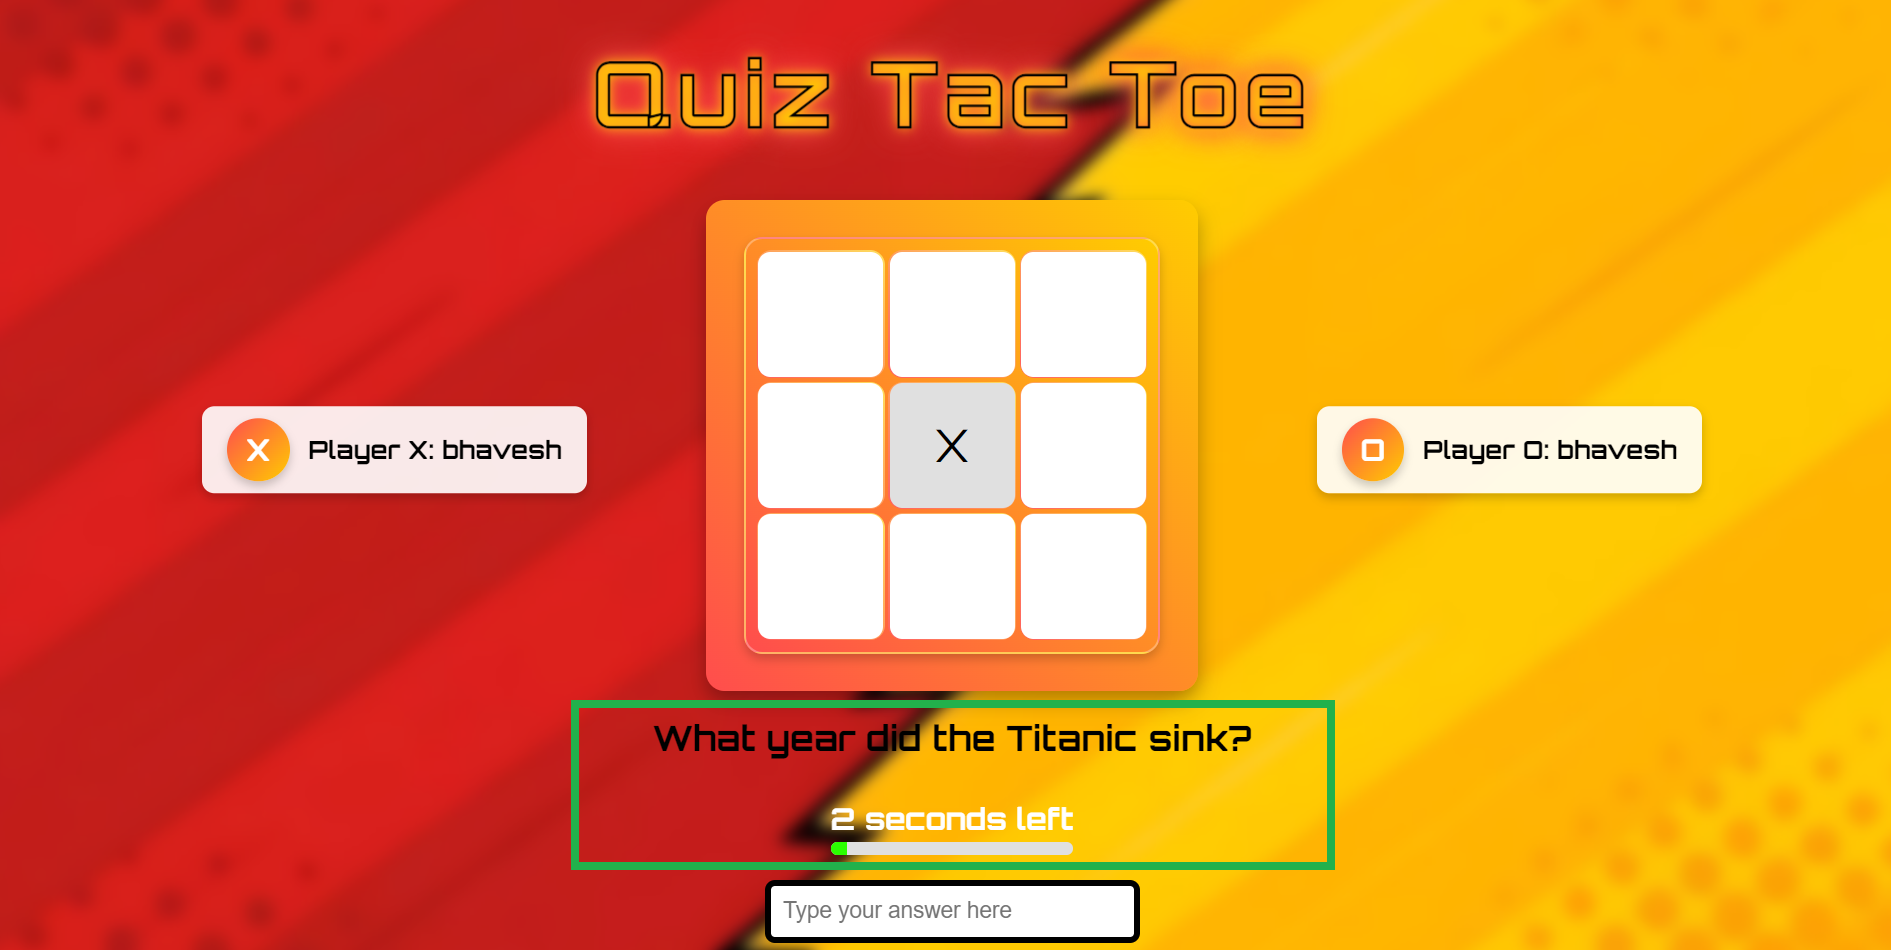 Quiz Tac Toe
X
X Player X: bhavesh
O Player O: bhavesh
What year did the Titanic sink?
2 seconds left
Type your answer here